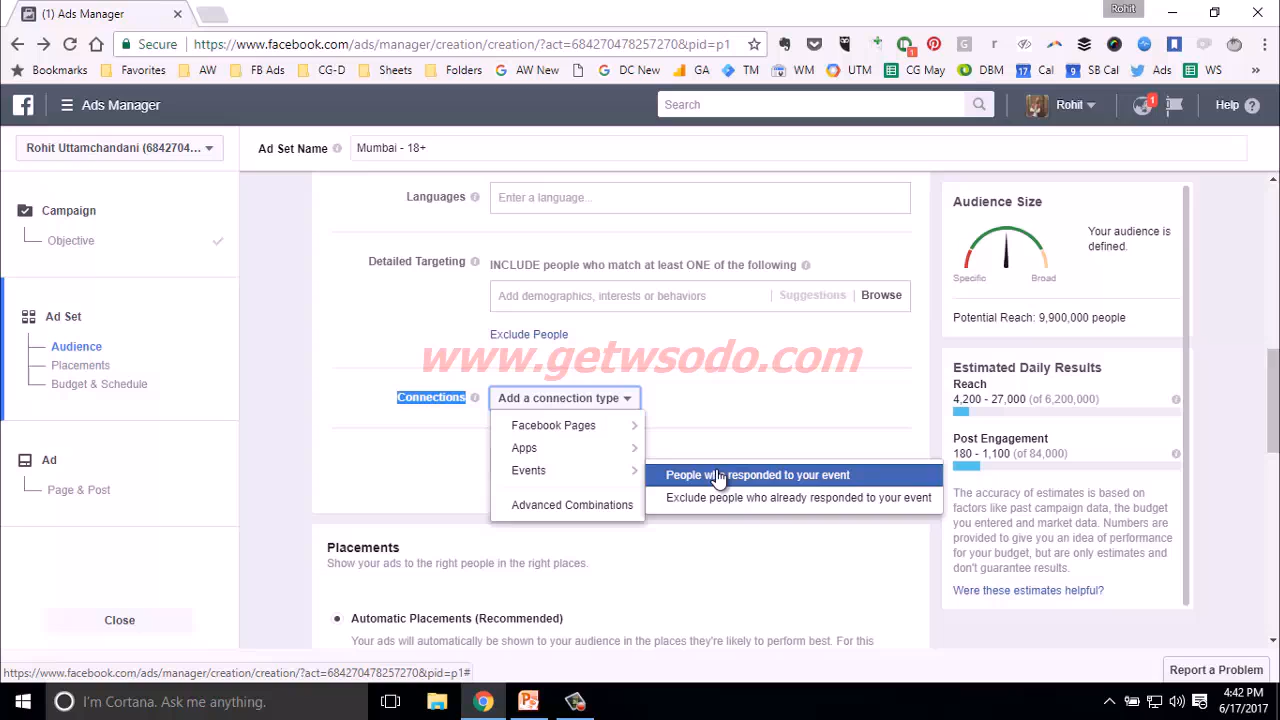 (1) Ads Manager
Rohit
Secure
https://www.facebook.com/ads/manager/creation/creation/?act=684270478257270&pid=p1
Bookmarks
Favorites
AW
FB Ads
CG-D
Sheets
Folders
AW New
DC New
GA
TM
WM
UTM
CG May
DBM
Cal
SB Cal
Ads
WS
Ads Manager
Search
Rohit
1
Help
Rohit Uttamchandani (6842704...
Ad Set Name
Mumbai - 18+
Campaign
Objective
Ad Set
Audience
Placements
Budget & Schedule
Ad
Page & Post
Close
Languages
Enter a language...
Detailed Targeting
INCLUDE people who match at least ONE of the following
Add demographics, interests or behaviors
Suggestions
Browse
Exclude People
www.getwsodo.com
Connections
Add a connection type
Facebook Pages
Apps
Events
Advanced Combinations
People who responded to your event
Exclude people who already responded to your event
Placements
Show your ads to the right people in the right places.
Automatic Placements (Recommended)
Your ads will automatically be shown to your audience in the places they're likely to perform best. For this
Audience Size
Your audience is
defined.
Specific
Broad
Potential Reach: 9,900,000 people
Estimated Daily Results
Reach
4,200 - 27,000 (of 6,200,000)
Post Engagement
180 - 1,100 (of 84,000)
The accuracy of estimates is based on
factors like past campaign data, the budget
you entered and market data. Numbers are
provided to give you an idea of performance
for your budget, but are only estimates and
don't guarantee results.
Were these estimates helpful?
https://www.facebook.com/ads/manager/creation/creation/?act=684270478257270&pid=p1#
Report a Problem
I'm Cortana. Ask me anything.
4:42 PM
6/17/2017